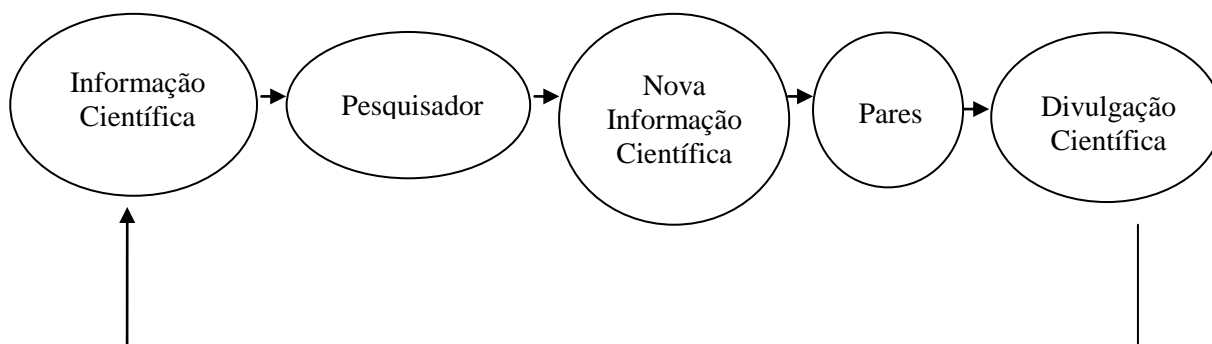 Informação
Científica
Pesquisador
Nova
Informação
Científica
Pares
Divulgação
Científica